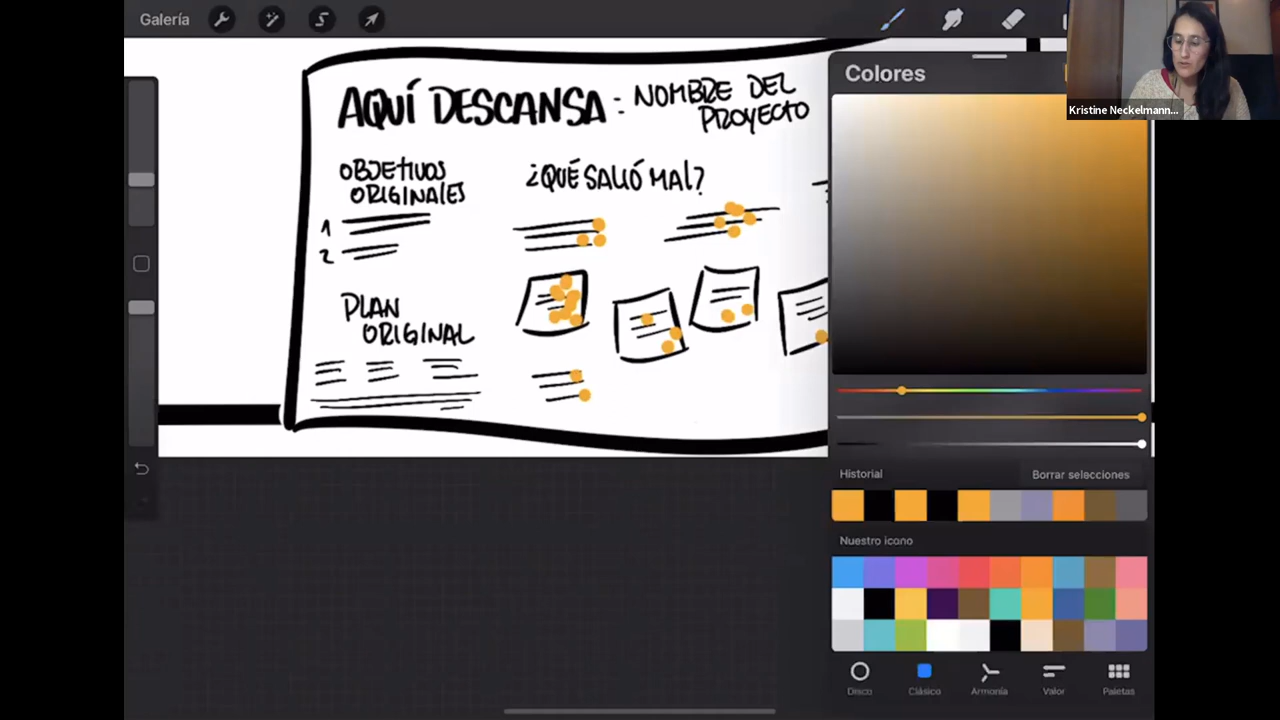 Galería
Kristine Neckelmann...
Colores
AQUÍ DESCANSA: NOMBRE DEL
PROYECTO
OBJETIVOS
ORIGINALES
1
2
¿QUÉ SALIÓ MAL?
PLAN
ORIGINAL
Historial
Borrar selecciones
Nuestro icono
Disco
Clásico
Armonía
Valor
Paletas